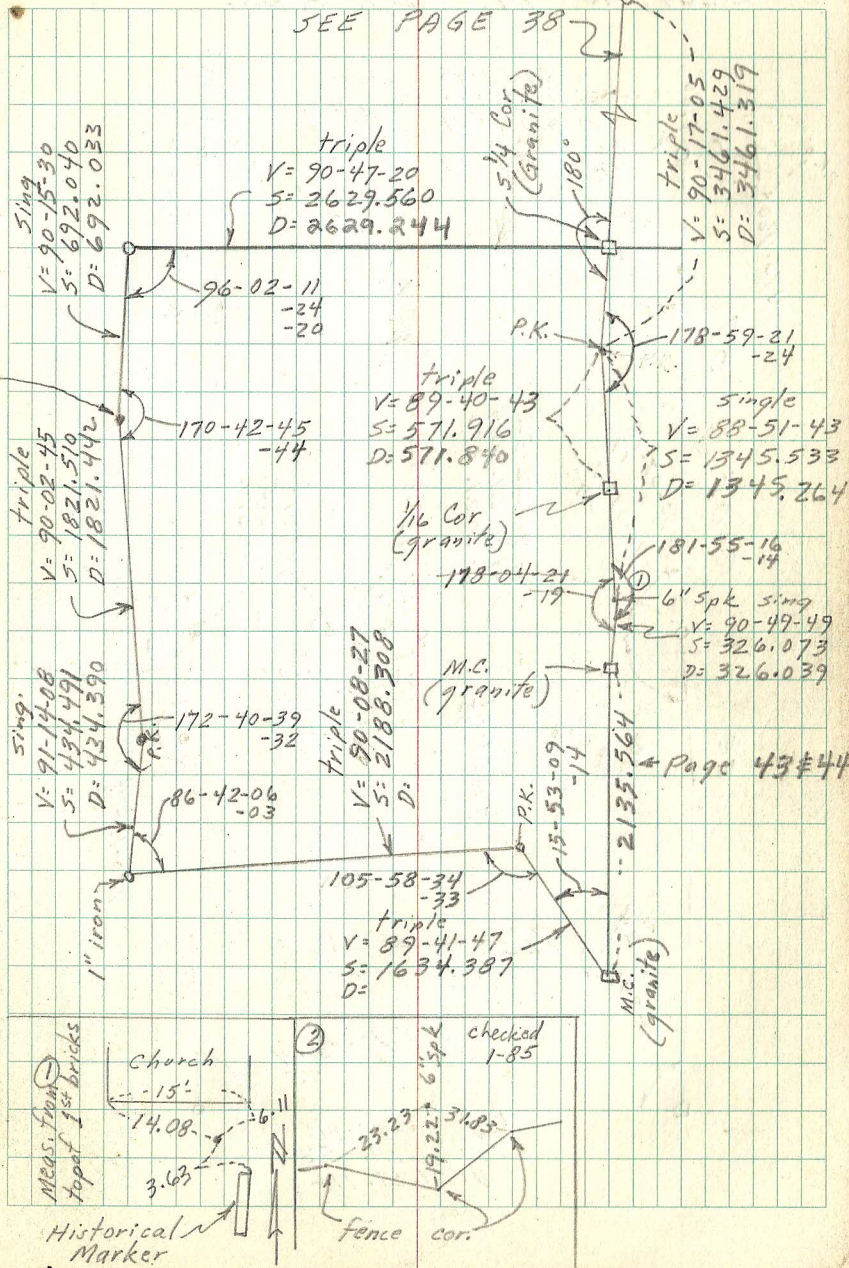 SEE PAGE 38
Sing
V= 90-15-30
S= 692.040
D= 692.033
triple
V= 90-47-20
S= 2629.560
D= 2629.244
S 1/4 Cor
(Granite)
180°
triple
V= 90-17-05
S= 3461.429
D= 3461.319
96-02-11
-24
-20
P.K.
178-59-21
-24
170-42-45
-44
triple
V= 89-40-43
S= 571.916
D= 571.840
single
V= 88-51-43
S= 1345.533
D= 1345.264
triple
V= 90-02-45
S= 1821.510
D= 1821.442
1/16 Cor
(granite)
181-55-16
-14
178-04-21
-19
①
6" Spk sing
V= 90-49-49
S= 326.073
D= 326.039
M.C.
(granite)
sing.
V= 91-14-08
S= 434.491
D= 434.390
172-40-39
-32
P.K.
triple
V= 90-08-27
S= 2188.308
D=
2135.564
Page 43 & 44
86-42-06
-03
P.K.
15-53-09
-14
105-58-34
-33
1" iron
triple
V= 89-41-47
S= 1634.387
D=
M.C.
(granite)
Meas. from ①
top of 1st bricks
Church
15'
14.08
6.11
3.63
Historical
Marker
②
checked
1-85
6" Spk
23.23
19.22
31.83
fence cor.